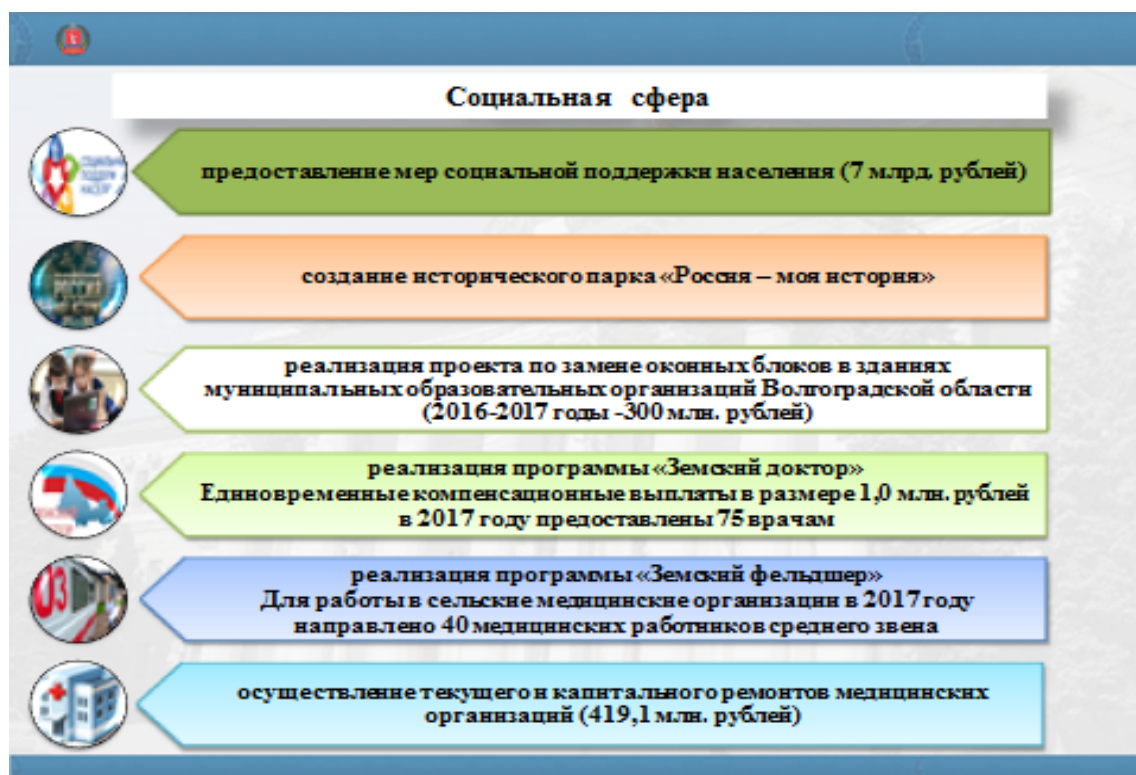 Социальная сфера
СОЦИАЛЬН
ПОДДЕРЖ
НАСЕЛ
предоставление мер социальной поддержки населения (7 млрд. рублей)
создание исторического парка «Россия – моя история»
реализация проекта по замене оконных блоков в зданиях
муниципальных образовательных организаций Волгоградской области
(2016-2017 годы -300 млн. рублей)
реализация программы «Земский доктор»
Единовременные компенсационные выплаты в размере 1,0 млн. рублей
в 2017 году предоставлены 75 врачам
реализация программы «Земский фельдшер»
Для работы в сельские медицинские организации в 2017 году
направлено 40 медицинских работников среднего звена
осуществление текущего и капитального ремонтов медицинских
организаций (419,1 млн. рублей)